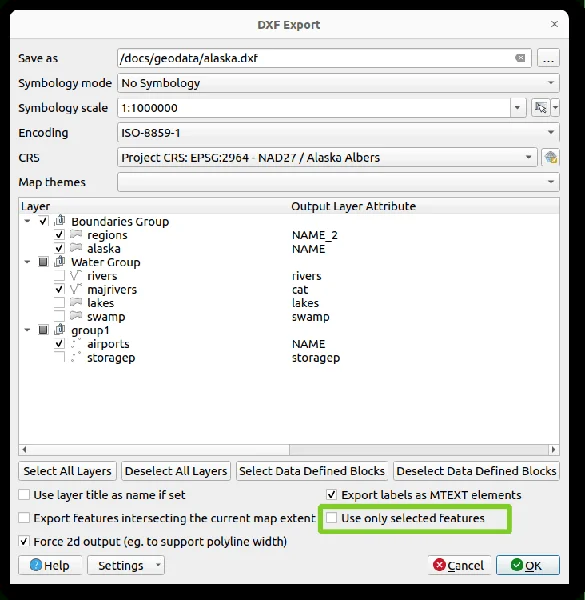 DXF Export
Save as /docs/geodata/alaska.dxf ...
Symbology mode No Symbology
Symbology scale 1:1000000
Encoding ISO-8859-1
CRS Project CRS: EPSG:2964 - NAD27 / Alaska Albers
Map themes
Layer Output Layer Attribute
Boundaries Group
regions NAME_2
alaska NAME
Water Group
rivers rivers
majrivers cat
lakes lakes
swamp swamp
group1
airports NAME
storagep storagep
Select All Layers Deselect All Layers Select Data Defined Blocks Deselect Data Defined Blocks
Use layer title as name if set Export labels as MTEXT elements
Export features intersecting the current map extent Use only selected features
Force 2d output (eg. to support polyline width)
Help Settings Cancel OK